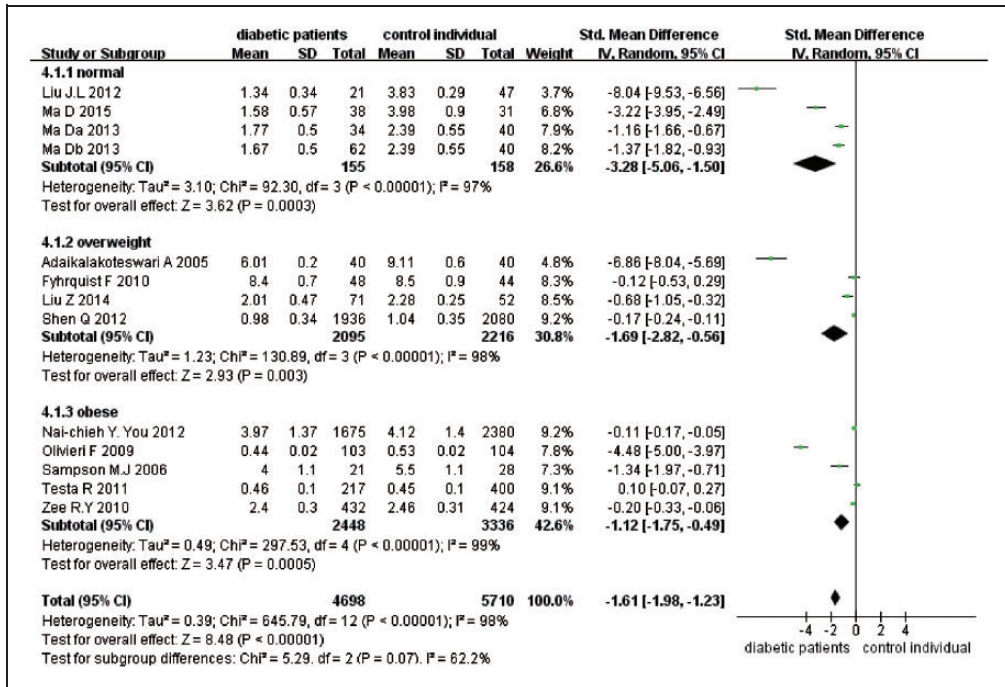 diabetic patients control individual Std. Mean Difference Std. Mean Difference
Study or Subgroup Mean SD Total Mean SD Total Weight IV, Random, 95% CI IV, Random, 95% CI
4.1.1 normal
Liu J.L 2012 1.34 0.34 21 3.83 0.29 47 3.7% -8.04 [-9.53, -6.56]
Ma D 2015 1.58 0.57 38 3.98 0.9 31 6.8% -3.22 [-3.95, -2.49]
Ma Da 2013 1.77 0.5 34 2.39 0.55 40 7.9% -1.16 [-1.66, -0.67]
Ma Db 2013 1.67 0.5 62 2.39 0.55 40 8.2% -1.37 [-1.82, -0.93]
Subtotal (95% CI) 155 158 26.6% -3.28 [-5.06, -1.50]
Heterogeneity: Tau² = 3.10; Chi² = 92.30, df = 3 (P < 0.00001); I² = 97%
Test for overall effect: Z = 3.62 (P = 0.0003)
4.1.2 overweight
Adaikalakoteswari A 2005 6.01 0.2 40 9.11 0.6 40 4.8% -6.86 [-8.04, -5.69]
Fyhrquist F 2010 8.4 0.7 48 8.5 0.9 44 8.3% -0.12 [-0.53, 0.29]
Liu Z 2014 2.01 0.47 71 2.28 0.25 52 8.5% -0.68 [-1.05, -0.32]
Shen Q 2012 0.98 0.34 1936 1.04 0.35 2080 9.2% -0.17 [-0.24, -0.11]
Subtotal (95% CI) 2095 2216 30.8% -1.69 [-2.82, -0.56]
Heterogeneity: Tau² = 1.23; Chi² = 130.89, df = 3 (P < 0.00001); I² = 98%
Test for overall effect: Z = 2.93 (P = 0.003)
4.1.3 obese
Nai-chieh Y. You 2012 3.97 1.37 1675 4.12 1.4 2380 9.2% -0.11 [-0.17, -0.05]
Olivieri F 2009 0.44 0.02 103 0.53 0.02 104 7.8% -4.48 [-5.00, -3.97]
Sampson M.J 2006 4 1.1 21 5.5 1.1 28 7.3% -1.34 [-1.97, -0.71]
Testa R 2011 0.46 0.1 217 0.45 0.1 400 9.1% 0.10 [-0.07, 0.27]
Zee R.Y 2010 2.4 0.3 432 2.46 0.31 424 9.2% -0.20 [-0.33, -0.06]
Subtotal (95% CI) 2448 3336 42.6% -1.12 [-1.75, -0.49]
Heterogeneity: Tau² = 0.49; Chi² = 297.53, df = 4 (P < 0.00001); I² = 99%
Test for overall effect: Z = 3.47 (P = 0.0005)
Total (95% CI) 4698 5710 100.0% -1.61 [-1.98, -1.23]
Heterogeneity: Tau² = 0.39; Chi² = 645.79, df = 12 (P < 0.00001); I² = 98%
Test for overall effect: Z = 8.48 (P < 0.00001)
Test for subgroup differences: Chi² = 5.29, df = 2 (P = 0.07), I² = 62.2%
-4 -2 0 2 4
diabetic patients control individual